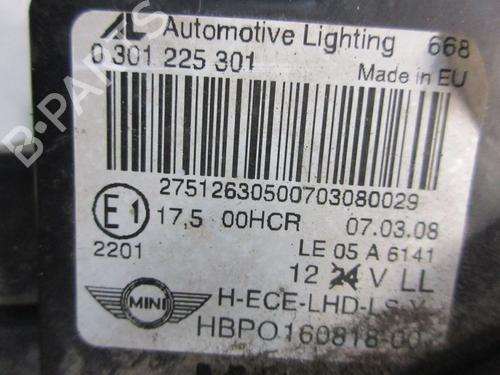 AL Automotive Lighting 668
0 301 225 301 Made in EU
27512630500703080029
E1 17,5 00HCR 07.03.08
2201 LE 05 A 6141
12 24 V LL
MINI H-ECE-LHD-LS-Y
HBPO160818-00
B-PARTS